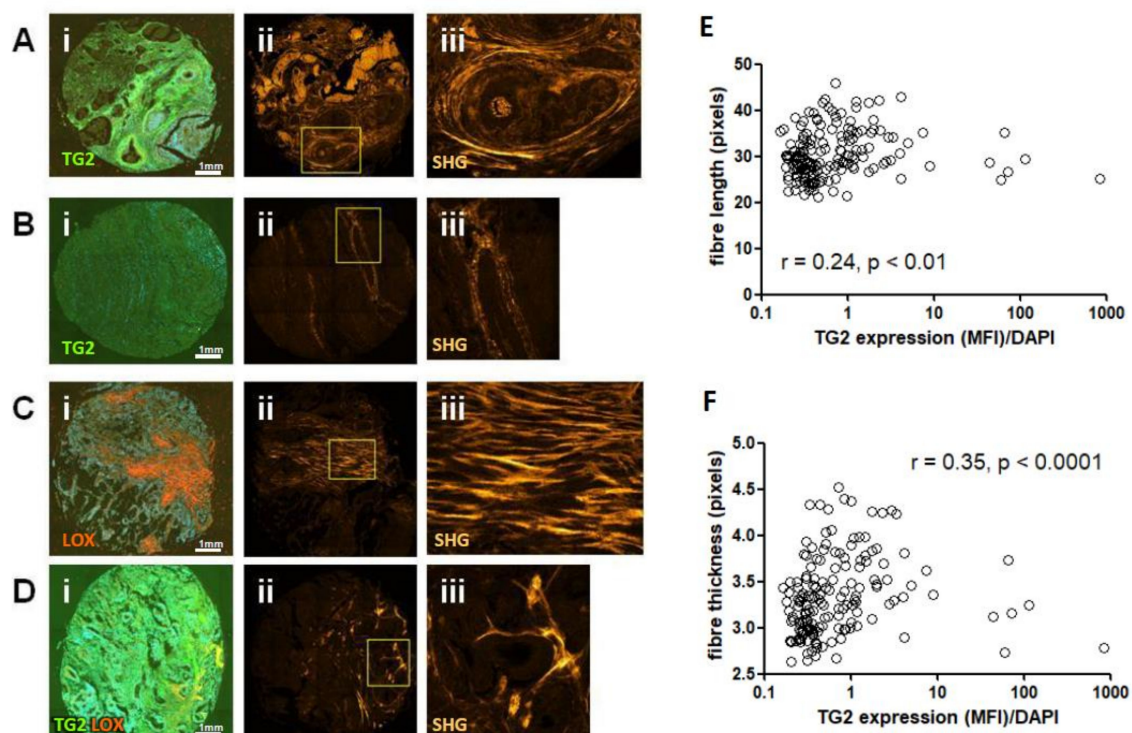 A
i
TG2
1mm
ii
iii
SHG
B
i
TG2
1mm
ii
iii
SHG
C
i
LOX
1mm
ii
iii
SHG
D
i
TG2 LOX
1mm
ii
iii
SHG
E
fibre length (pixels)
50
40
30
20
10
0
r = 0.24, p < 0.01
0.1 1 10 100 1000
TG2 expression (MFI)/DAPI
F
fibre thickness (pixels)
5.0
4.5
4.0
3.5
3.0
2.5
r = 0.35, p < 0.0001
0.1 1 10 100 1000
TG2 expression (MFI)/DAPI